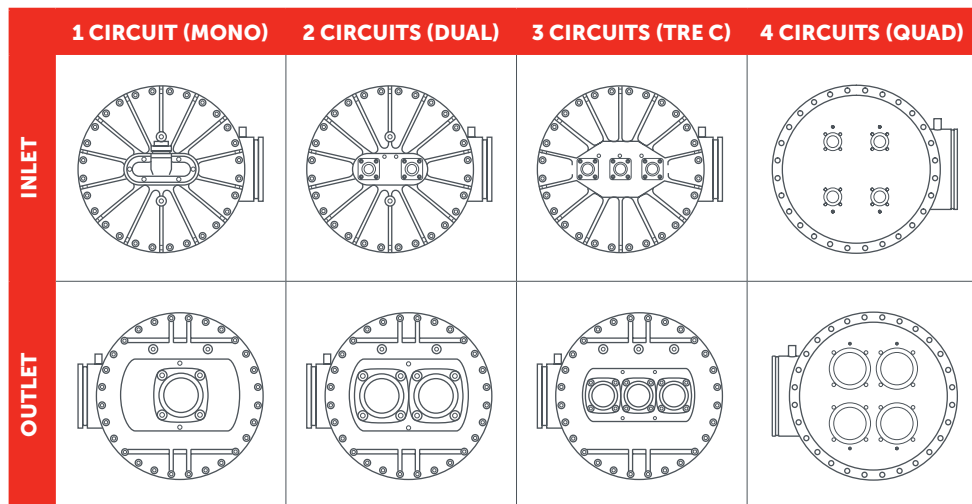 1 CIRCUIT (MONO)
2 CIRCUITS (DUAL)
3 CIRCUITS (TRE C)
4 CIRCUITS (QUAD)
INLET
OUTLET